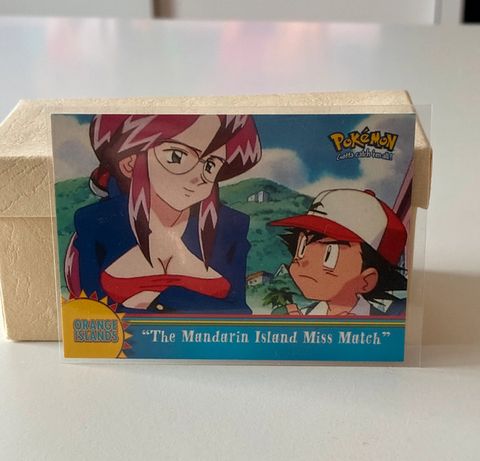 POKéMON
Gotta catch 'em all!
ORANGE
ISLANDS
“The Mandarin Island Miss Match”